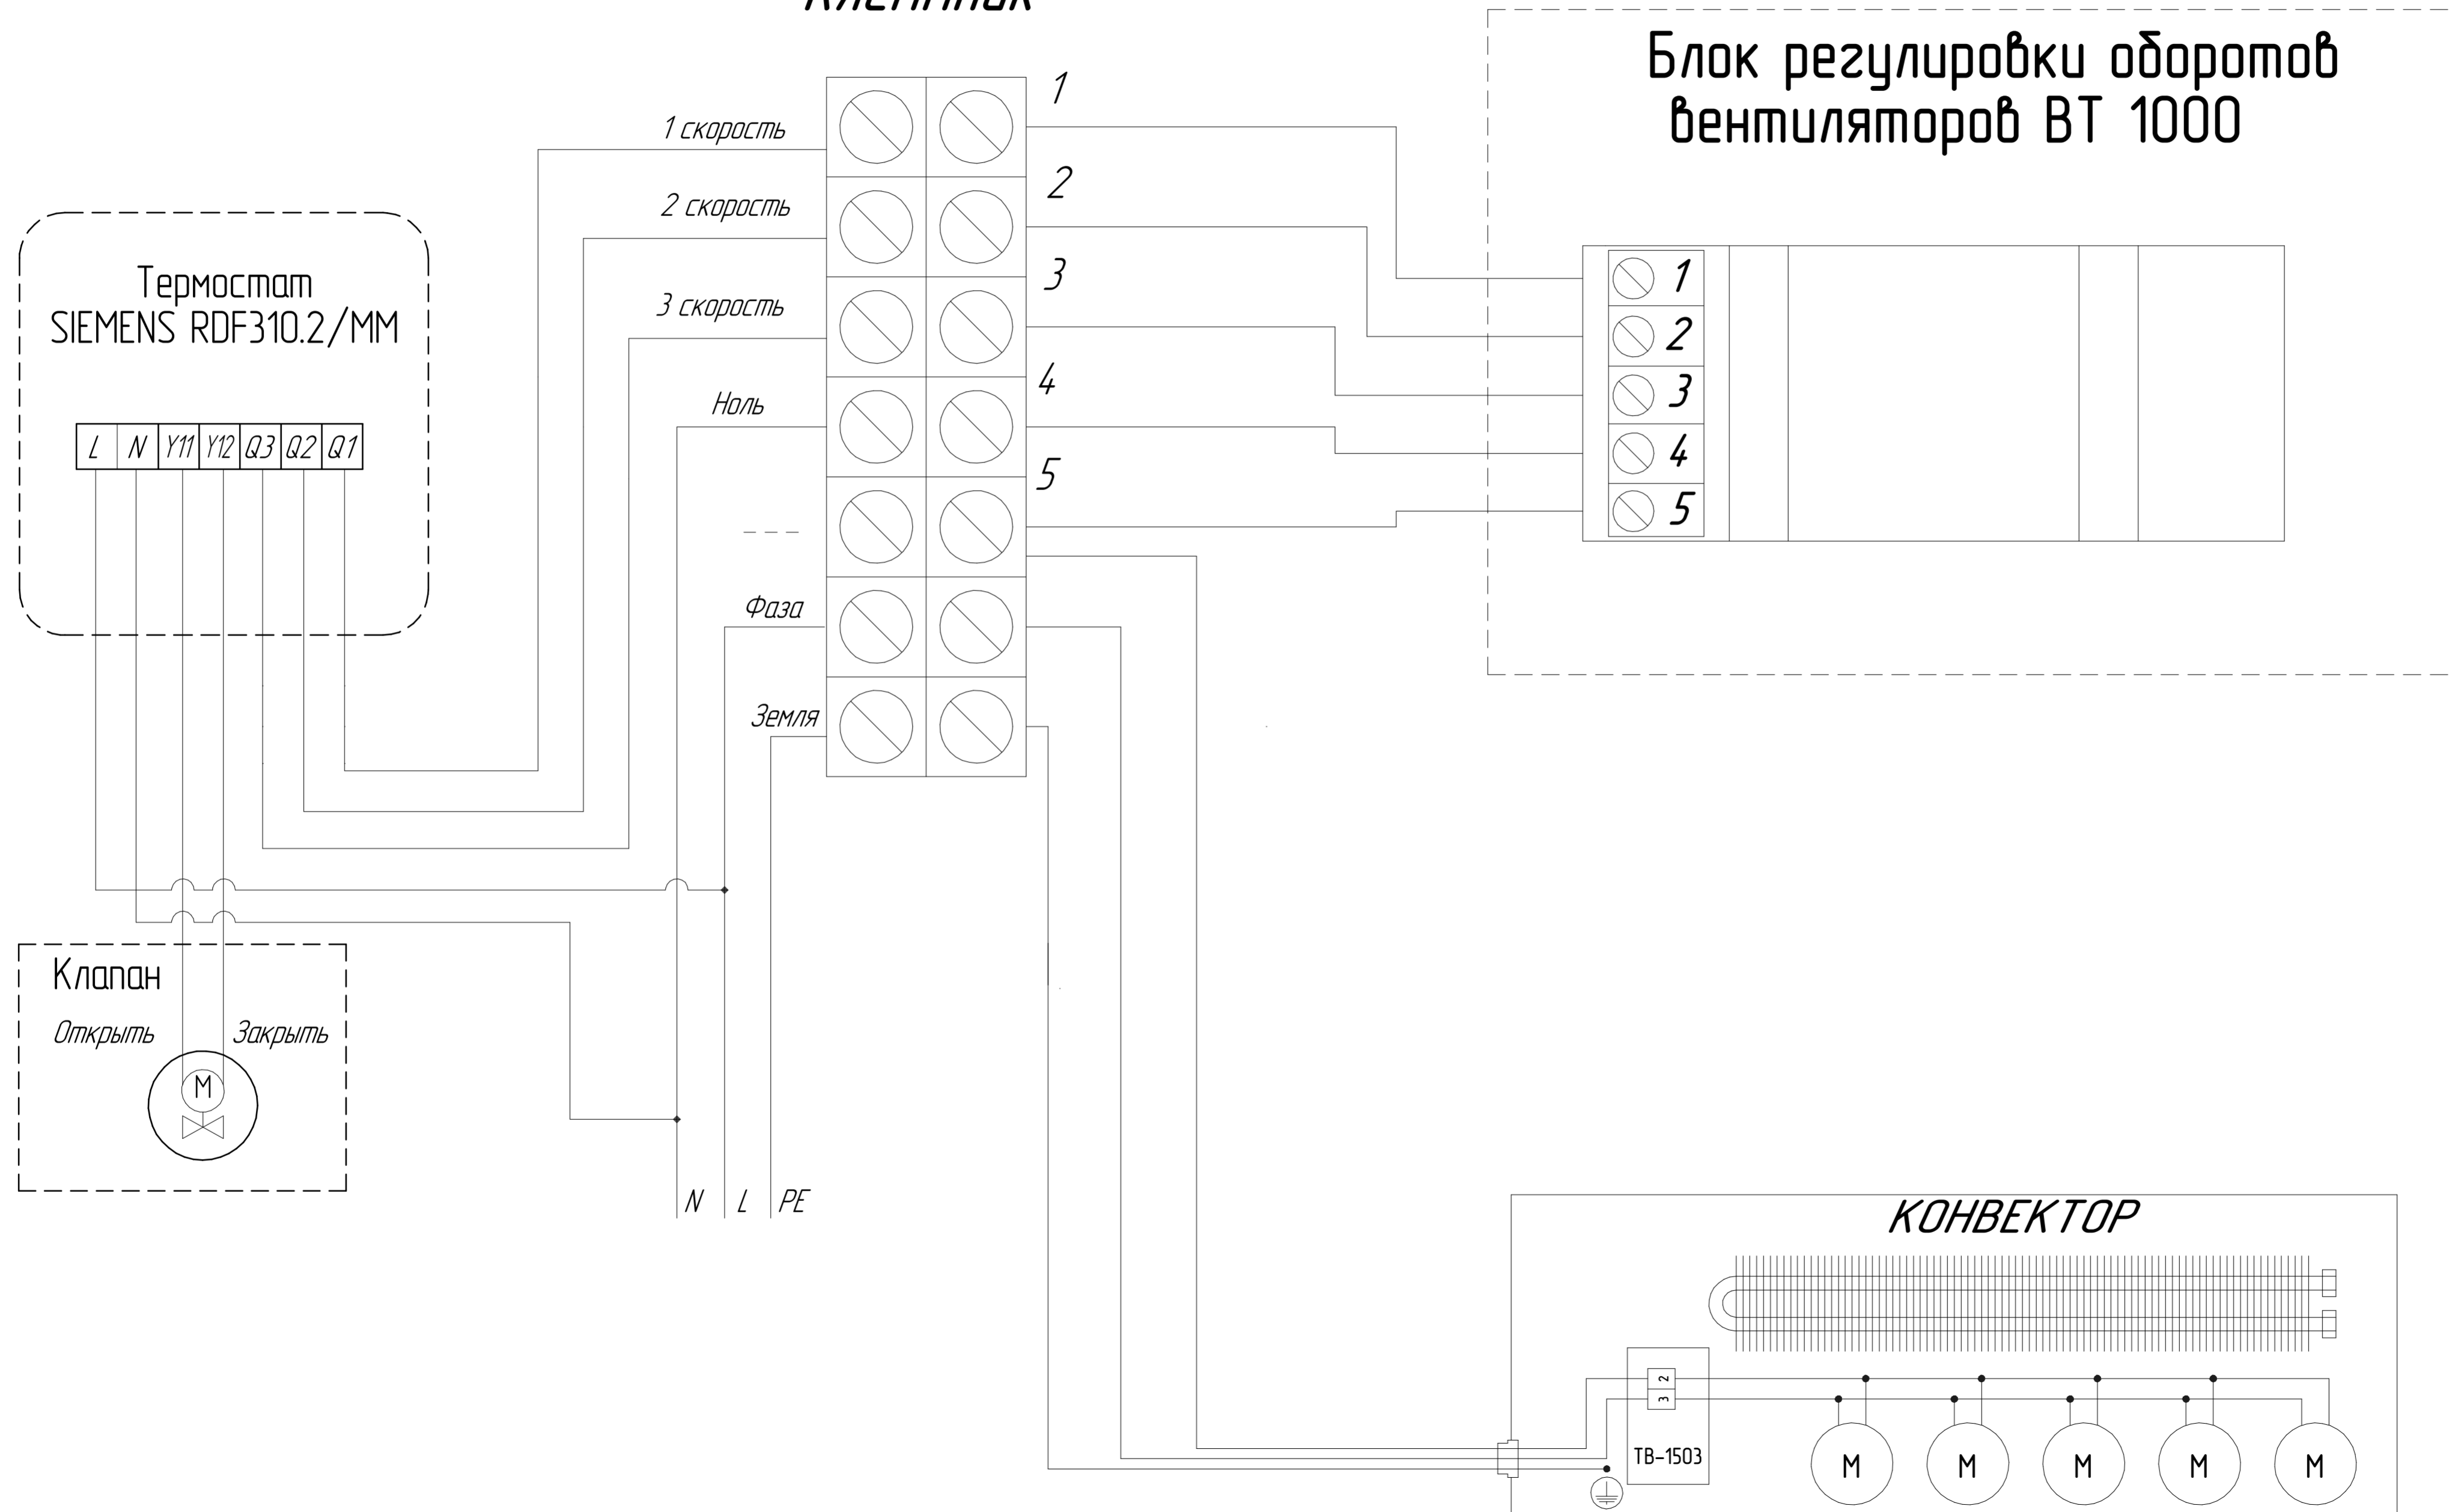 Клеммник
Блок регулировки оборотов
вентиляторов ВТ 1000
1 скорость
2 скорость
3 скорость
Ноль
Фаза
Земля
1
2
3
4
5
1
2
3
4
5
Термостат
SIEMENS RDF310.2/MM
L N Y11 Y12 Q3 Q2 Q1
Клапан
Открыть Закрыть
М
N L PE
КОНВЕКТОР
2
3
ТВ-1503
М М М М М